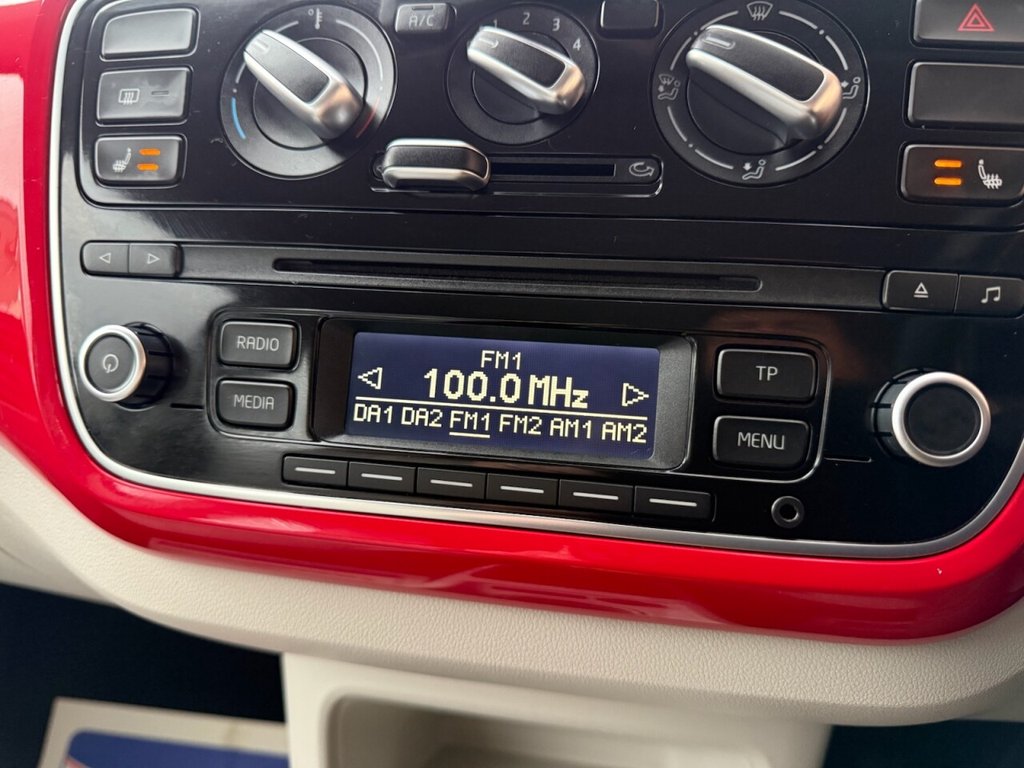 A/C
1 2 3 4
RADIO
MEDIA
FM1
100.0 MHz
DA1 DA2 FM1 FM2 AM1 AM2
TP
MENU